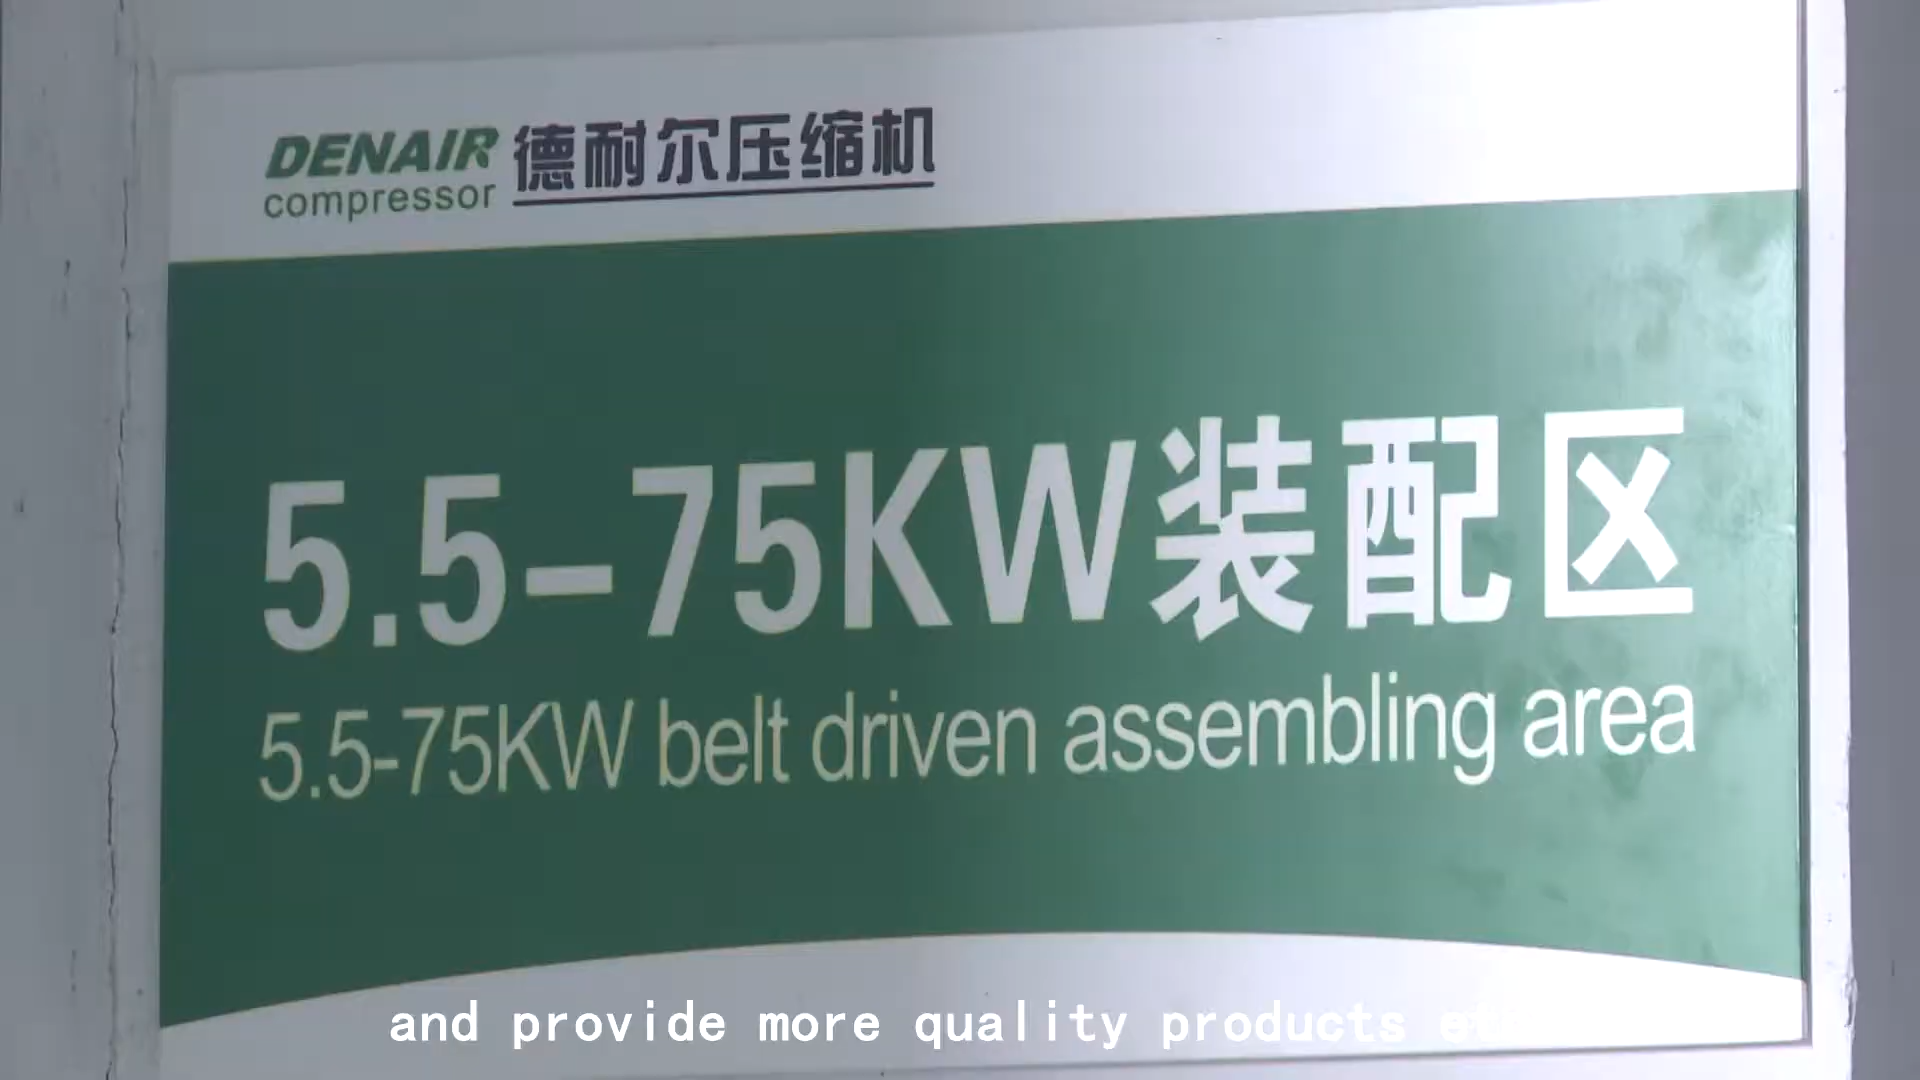 DENAIR 德耐尔压缩机
compressor
5.5-75KW装配区
5.5-75KW belt driven assembling area
and provide more quality products